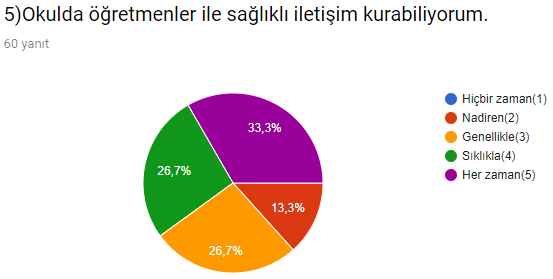 5)Okulda öğretmenler ile sağlıklı iletişim kurabiliyorum.
60 yanıt
Hiçbir zaman(1)
Nadiren(2)
Genellikle(3)
Sıklıkla(4)
Her zaman(5)
33,3%
26,7%
13,3%
26,7%